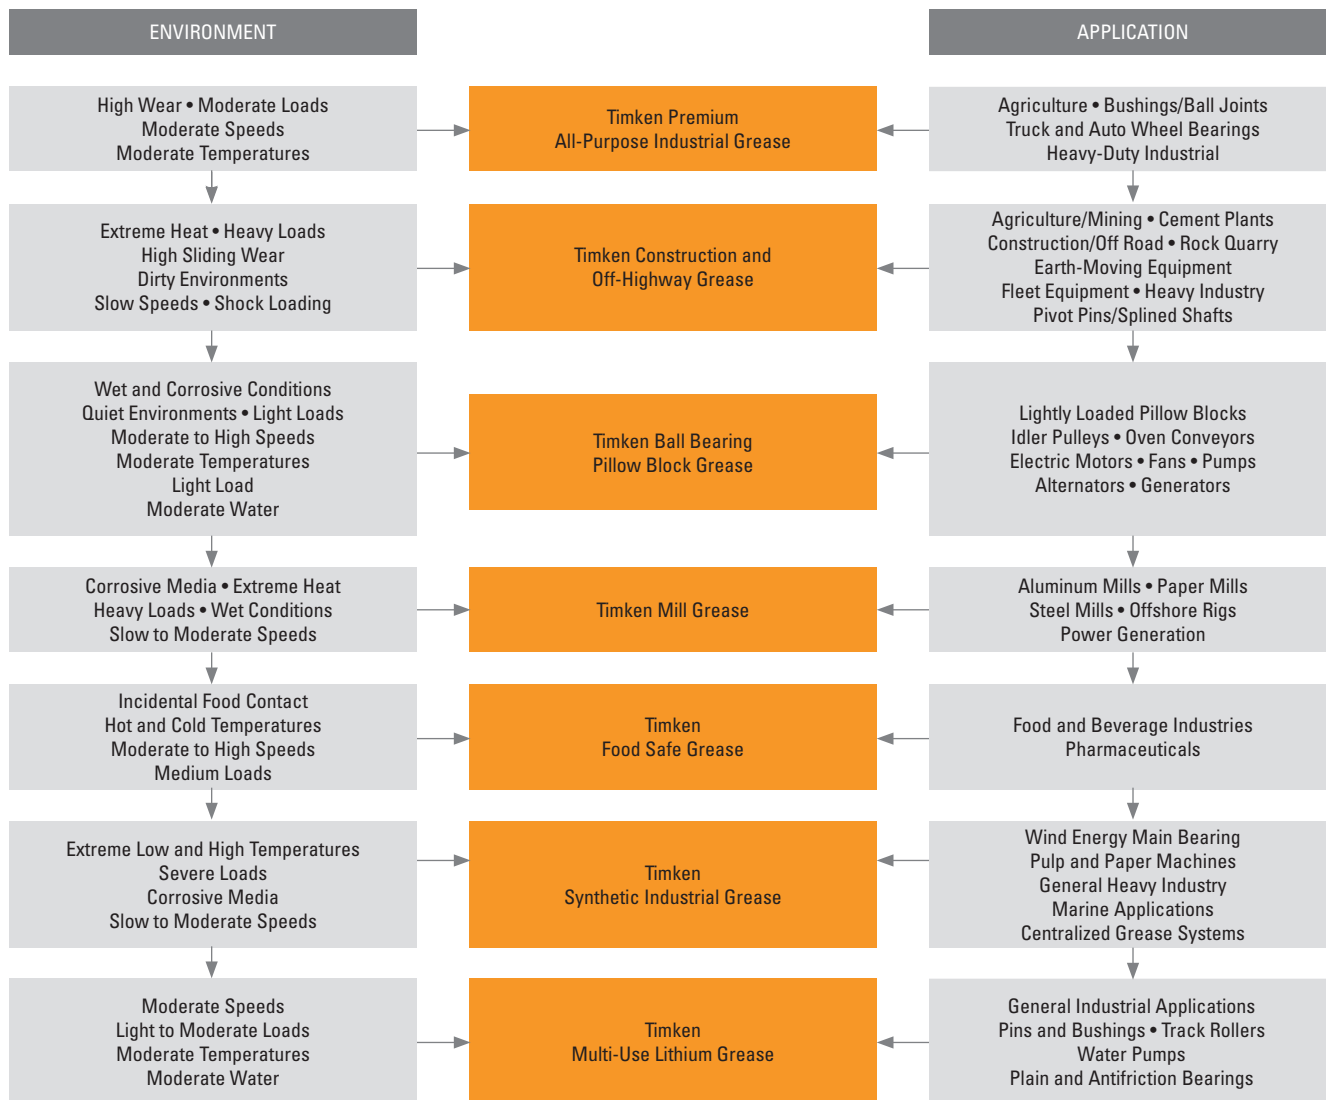 ENVIRONMENT
APPLICATION
High Wear • Moderate Loads
Moderate Speeds
Moderate Temperatures
Timken Premium
All-Purpose Industrial Grease
Agriculture • Bushings/Ball Joints
Truck and Auto Wheel Bearings
Heavy-Duty Industrial
Extreme Heat • Heavy Loads
High Sliding Wear
Dirty Environments
Slow Speeds • Shock Loading
Timken Construction and
Off-Highway Grease
Agriculture/Mining • Cement Plants
Construction/Off Road • Rock Quarry
Earth-Moving Equipment
Fleet Equipment • Heavy Industry
Pivot Pins/Splined Shafts
Wet and Corrosive Conditions
Quiet Environments • Light Loads
Moderate to High Speeds
Moderate Temperatures
Light Load
Moderate Water
Timken Ball Bearing
Pillow Block Grease
Lightly Loaded Pillow Blocks
Idler Pulleys • Oven Conveyors
Electric Motors • Fans • Pumps
Alternators • Generators
Corrosive Media • Extreme Heat
Heavy Loads • Wet Conditions
Slow to Moderate Speeds
Timken Mill Grease
Aluminum Mills • Paper Mills
Steel Mills • Offshore Rigs
Power Generation
Incidental Food Contact
Hot and Cold Temperatures
Moderate to High Speeds
Medium Loads
Timken
Food Safe Grease
Food and Beverage Industries
Pharmaceuticals
Extreme Low and High Temperatures
Severe Loads
Corrosive Media
Slow to Moderate Speeds
Timken
Synthetic Industrial Grease
Wind Energy Main Bearing
Pulp and Paper Machines
General Heavy Industry
Marine Applications
Centralized Grease Systems
Moderate Speeds
Light to Moderate Loads
Moderate Temperatures
Moderate Water
Timken
Multi-Use Lithium Grease
General Industrial Applications
Pins and Bushings • Track Rollers
Water Pumps
Plain and Antifriction Bearings